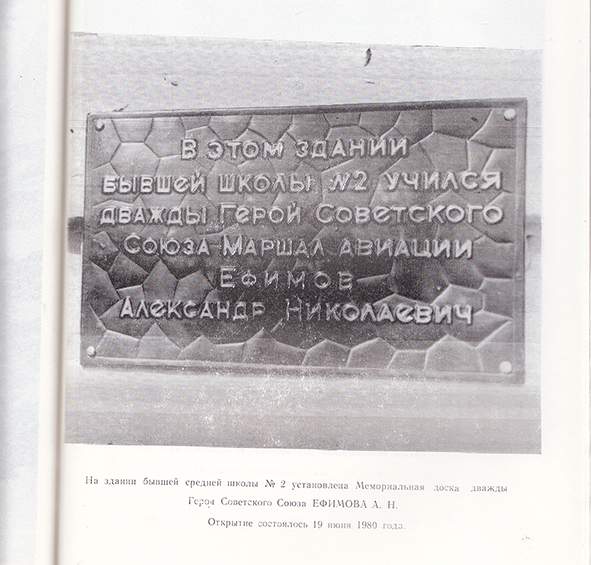 В ЭТОМ ЗДАНИИ
БЫВШЕЙ ШКОЛЫ №2 УЧИЛСЯ
ДВАЖДЫ ГЕРОЙ СОВЕТСКОГО
СОЮЗА МАРШАЛ АВИАЦИИ
ЕФИМОВ
АЛЕКСАНДР НИКОЛАЕВИЧ
На здании бывшей средней школы № 2 установлена Мемориальная доска дважды
Героя Советского Союза ЕФИМОВА А. Н.
Открытие состоялось 19 июня 1980 года.